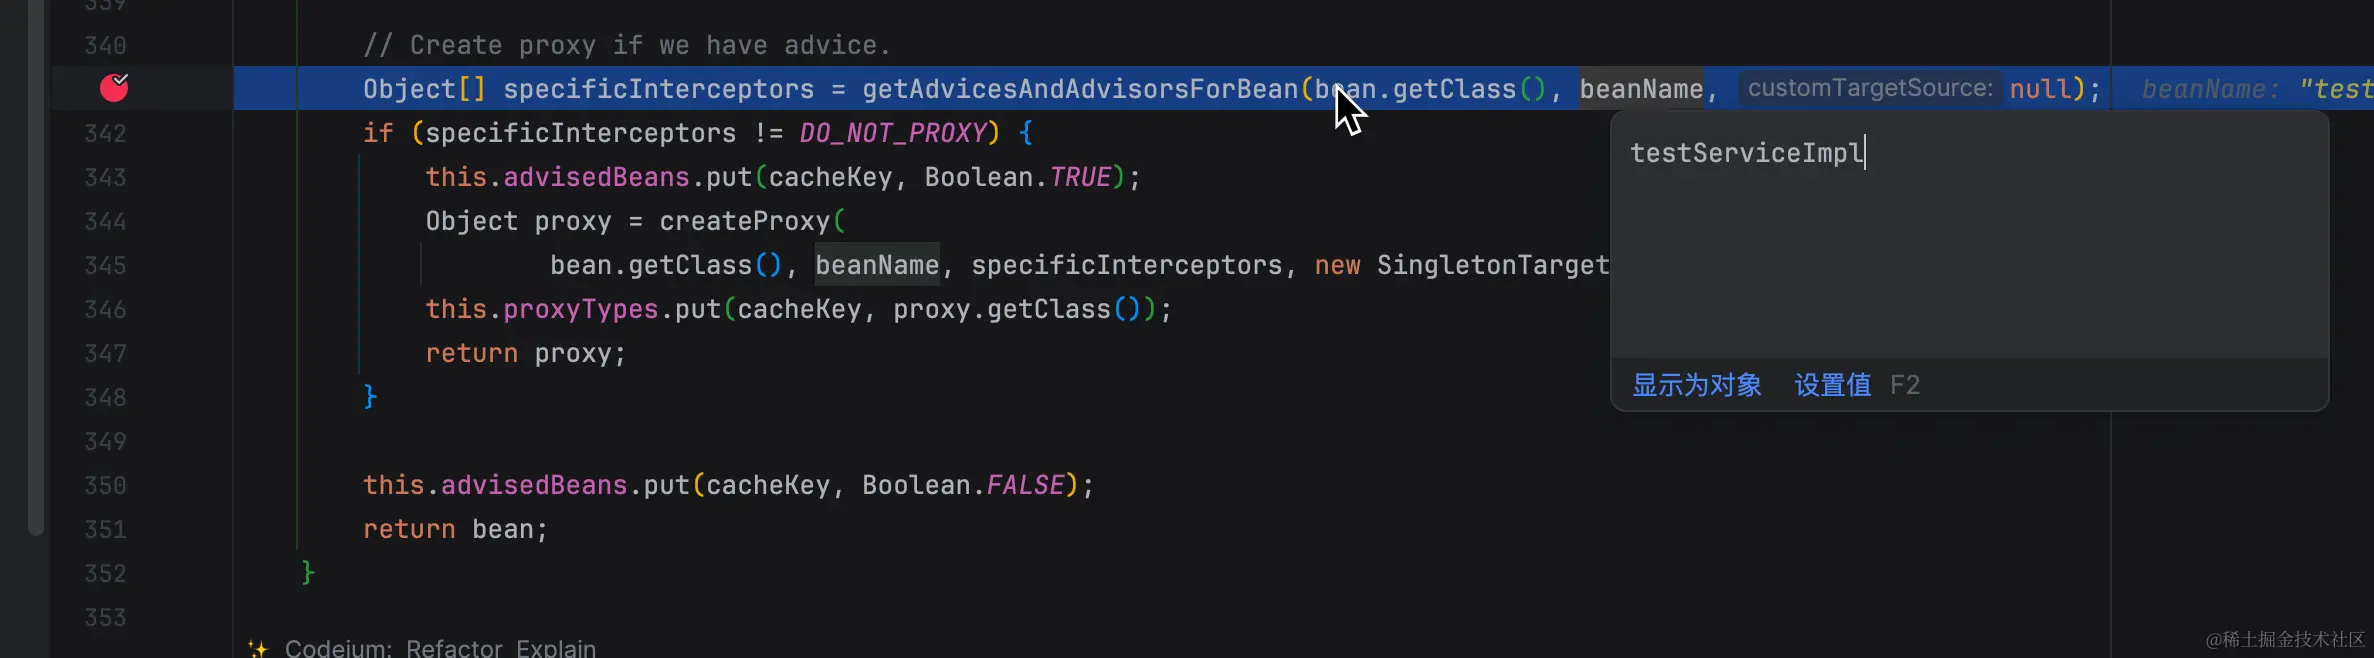 339
340 // Create proxy if we have advice.
Object[] specificInterceptors = getAdvicesAndAdvisorsForBean(bean.getClass(), beanName, customTargetSource: null); beanName: "test
342 if (specificInterceptors != DO_NOT_PROXY) {
testServiceImpl
343 this.advisedBeans.put(cacheKey, Boolean.TRUE);
344 Object proxy = createProxy(
345 bean.getClass(), beanName, specificInterceptors, new SingletonTarget
346 this.proxyTypes.put(cacheKey, proxy.getClass());
347 return proxy;
显示为对象 设置值 F2
348 }
349
350 this.advisedBeans.put(cacheKey, Boolean.FALSE);
351 return bean;
352 }
353
Codeium: Refactor Explain
@稀土掘金技术社区